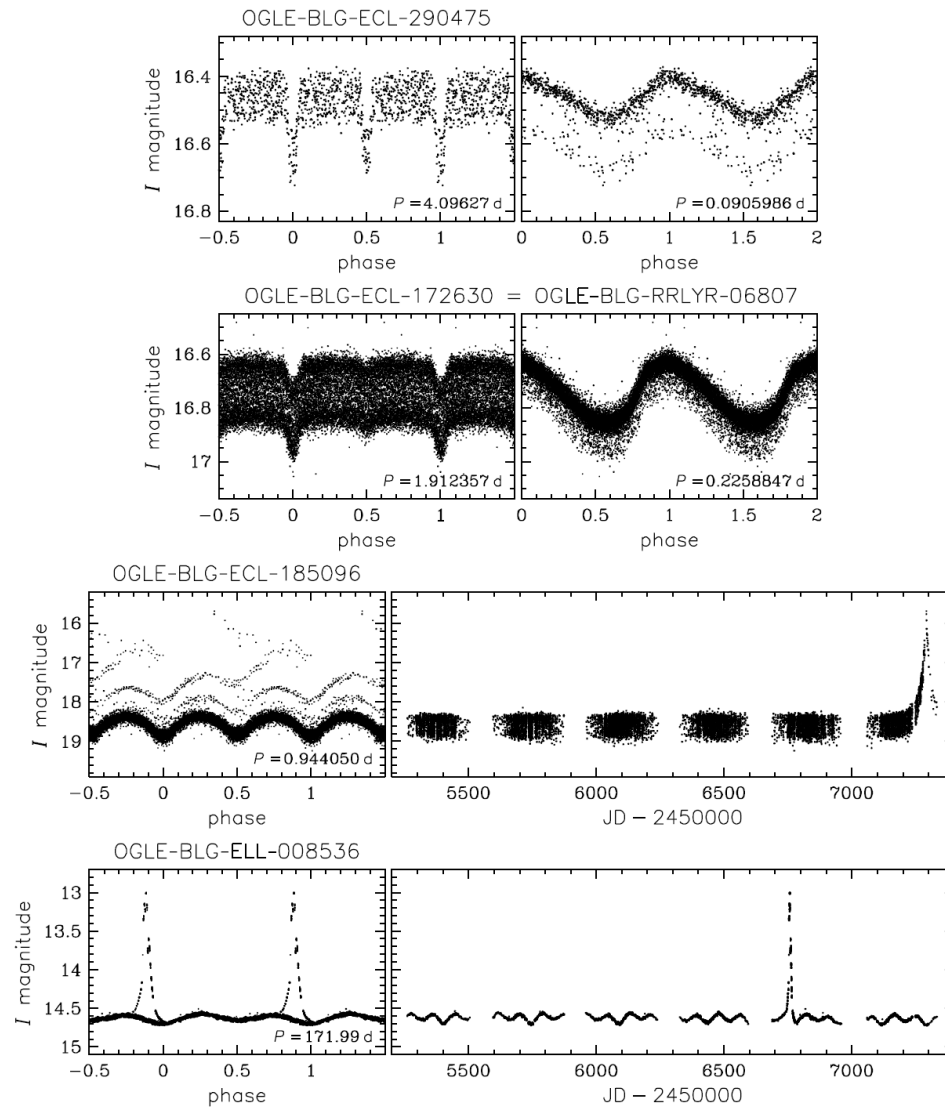 OGLE-BLG-ECL-290475
I magnitude
16.4
16.6
16.8
P = 4.09627 d
P = 0.0905986 d
−0.5 0 0.5 1
0 0.5 1 1.5 2
phase
phase
OGLE-BLG-ECL-172630 = OGLE-BLG-RRLYR-06807
I magnitude
16.6
16.8
17
P = 1.912357 d
P = 0.2258847 d
−0.5 0 0.5 1
0 0.5 1 1.5 2
phase
phase
OGLE-BLG-ECL-185096
I magnitude
16
17
18
19
P = 0.944050 d
−0.5 0 0.5 1
5500 6000 6500 7000
phase
JD − 2450000
OGLE-BLG-ELL-008536
I magnitude
13
13.5
14
14.5
15
P = 171.99 d
−0.5 0 0.5 1
5500 6000 6500 7000
phase
JD − 2450000